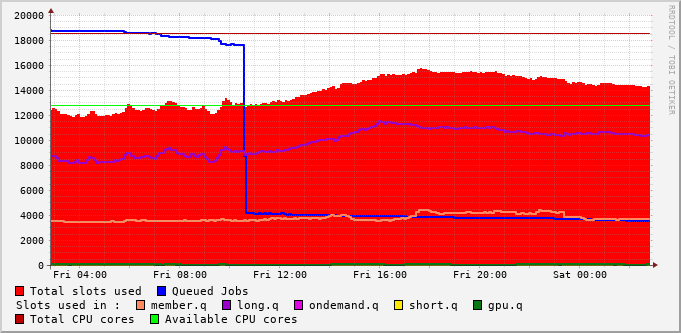 RRDTOOL / TOBI OETIKER
20000
18000
16000
14000
12000
10000
8000
6000
4000
2000
0
Fri 04:00 Fri 08:00 Fri 12:00 Fri 16:00 Fri 20:00 Sat 00:00
Total slots used Queued Jobs
Slots used in : member.q long.q ondemand.q short.q gpu.q
Total CPU cores Available CPU cores